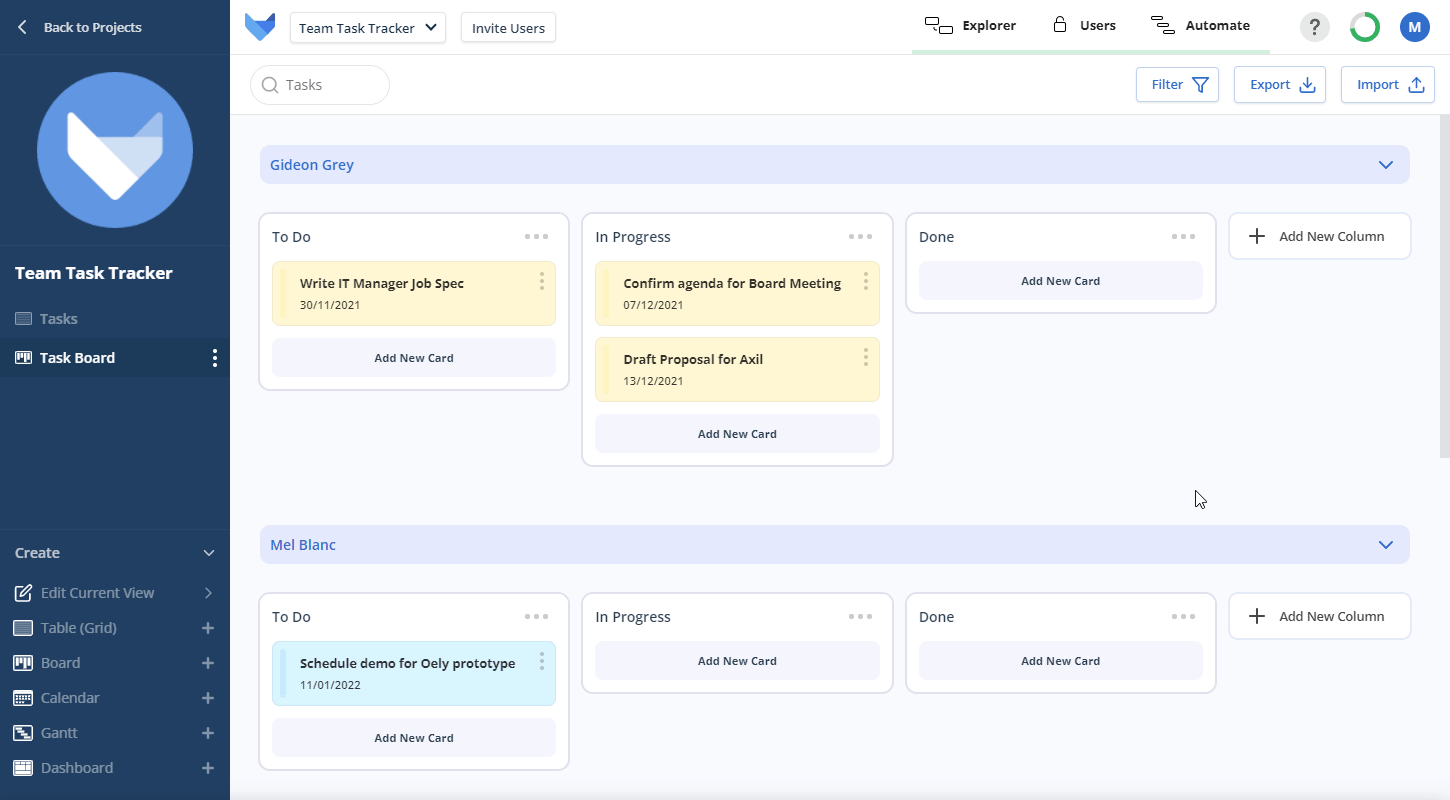 Back to Projects
Team Task Tracker
Invite Users
Explorer
Users
Automate
?
M
Tasks
Filter
Export
Import
Team Task Tracker
Tasks
Task Board
Create
Edit Current View
Table (Grid)
Board
Calendar
Gantt
Dashboard
Gideon Grey
To Do
Write IT Manager Job Spec
30/11/2021
Add New Card
In Progress
Confirm agenda for Board Meeting
07/12/2021
Draft Proposal for Axil
13/12/2021
Add New Card
Done
Add New Card
Add New Column
Mel Blanc
To Do
Schedule demo for Oely prototype
11/01/2022
Add New Card
In Progress
Add New Card
Done
Add New Card
Add New Column